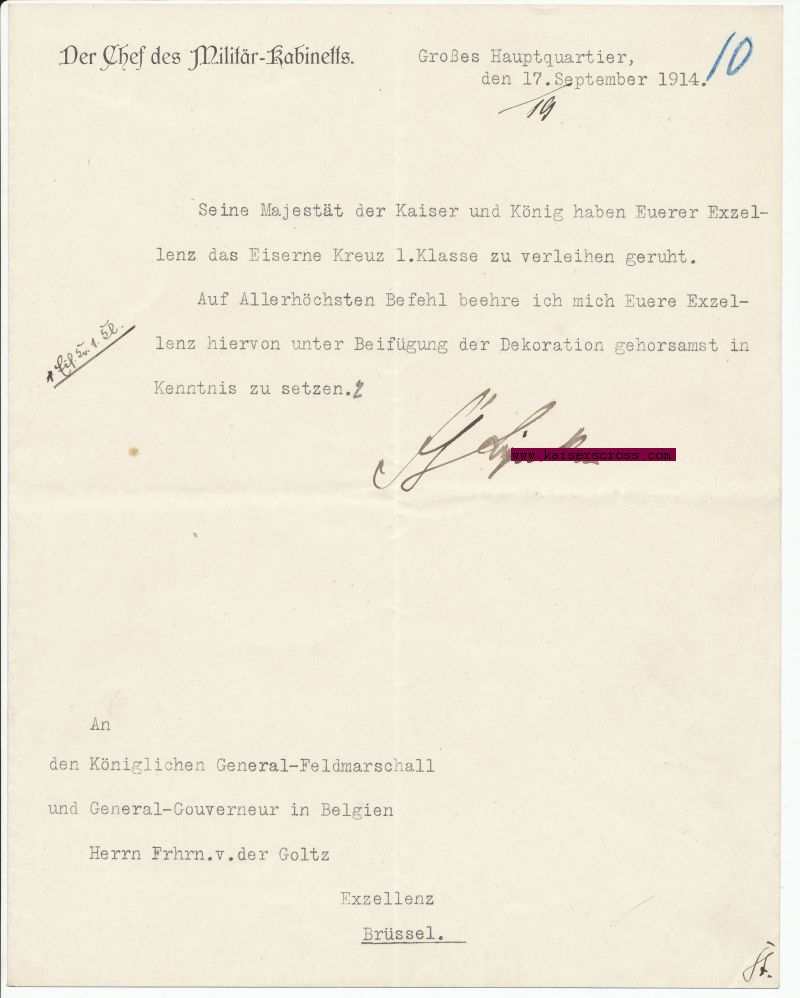 Der Chef des Militär-Kabinetts.
Großes Hauptquartier,
den 17.September 1914.
10
19
Seine Majestät der Kaiser und König haben Euerer Exzel-
lenz das Eiserne Kreuz 1.Klasse zu verleihen geruht.
Auf Allerhöchsten Befehl beehre ich mich Euere Exzel-
lenz hiervon unter Beifügung der Dekoration gehorsamst in
Kenntnis zu setzen.
www.kaiserscross.com
An
den Königlichen General-Feldmarschall
und General-Gouverneur in Belgien
Herrn Frhrn.v.der Goltz
Exzellenz
Brüssel.